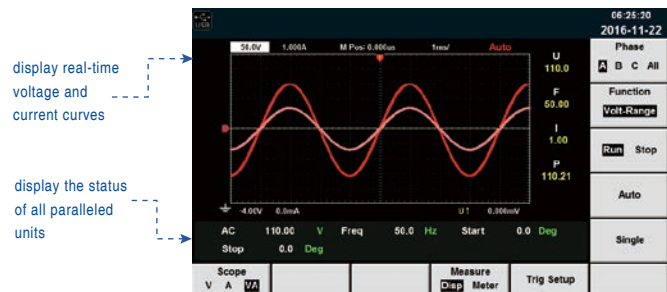 display real-time
voltage and
current curves
display the status
of all paralleled
units
USB
06:25:20
2016-11-22
50.0V 1.000A M Pos: 0.000us 1ms/ Auto
U
110.0
F
50.00
I
1.00
P
110.21
-4.00V 0.0mA U1 0.000mV
AC 110.00 V Freq 50.0 Hz Start 0.0 Deg
Stop 0.0 Deg
Phase
A B C All
Function
Volt-Range
Run Stop
Auto
Single
Scope
V A VA
Measure
Disp Meter
Trig Setup